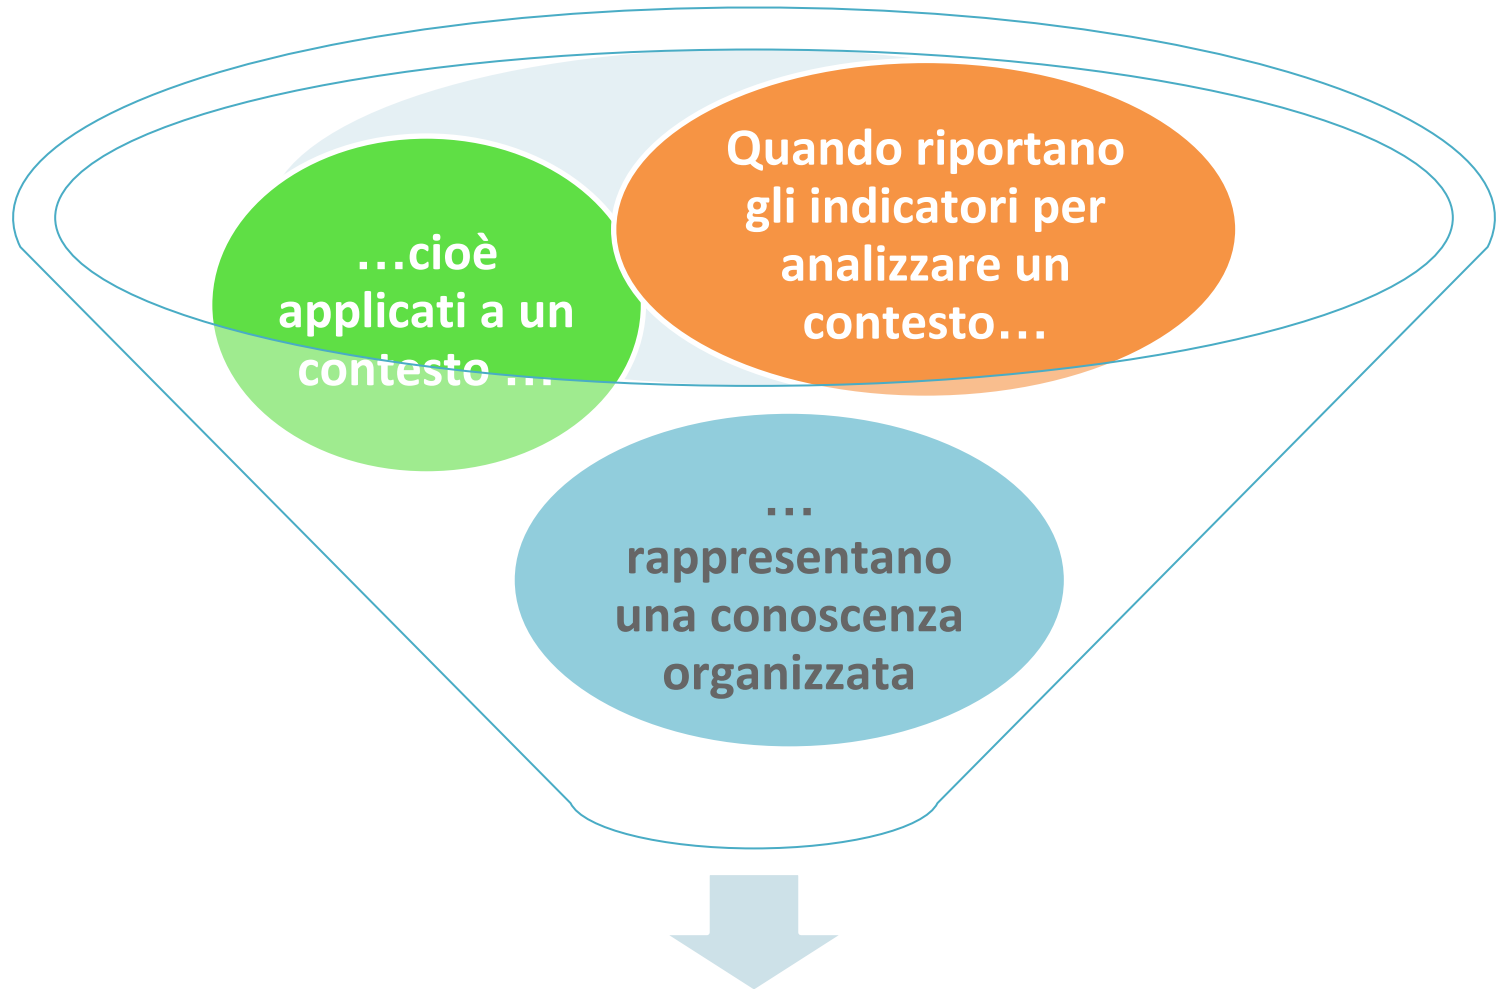 Quando riportano
gli indicatori per
analizzare un
contesto…
…cioè
applicati a un
contesto …
…
rappresentano
una conoscenza
organizzata